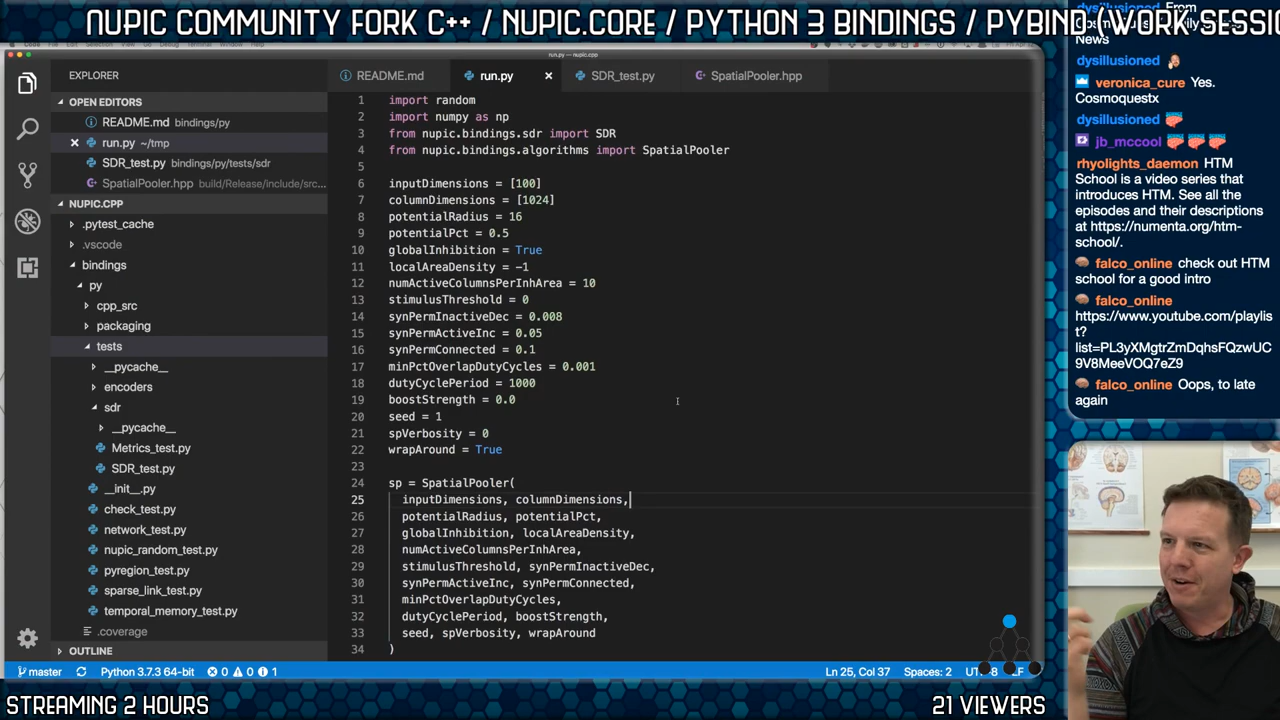 NUPIC COMMUNITY FORK C++ / NUPIC.CORE / PYTHON 3 BINDINGS / PYBIND (WORK SESSI
run.py — nupic.cpp
EXPLORER
OPEN EDITORS
README.md bindings/py
run.py ~/tmp
SDR_test.py bindings/py/tests/sdr
SpatialPooler.hpp build/Release/include/src...
NUPIC.CPP
.pytest_cache
.vscode
bindings
py
cpp_src
packaging
tests
__pycache__
encoders
sdr
__pycache__
Metrics_test.py
SDR_test.py
__init__.py
check_test.py
network_test.py
nupic_random_test.py
pyregion_test.py
sparse_link_test.py
temporal_memory_test.py
.coverage
OUTLINE
README.md
run.py
SDR_test.py
SpatialPooler.hpp
1 import random
2 import numpy as np
3 from nupic.bindings.sdr import SDR
4 from nupic.bindings.algorithms import SpatialPooler
5
6 inputDimensions = [100]
7 columnDimensions = [1024]
8 potentialRadius = 16
9 potentialPct = 0.5
10 globalInhibition = True
11 localAreaDensity = -1
12 numActiveColumnsPerInhArea = 10
13 stimulusThreshold = 0
14 synPermInactiveDec = 0.008
15 synPermActiveInc = 0.05
16 synPermConnected = 0.1
17 minPctOverlapDutyCycles = 0.001
18 dutyCyclePeriod = 1000
19 boostStrength = 0.0
20 seed = 1
21 spVerbosity = 0
22 wrapAround = True
23
24 sp = SpatialPooler(
25 inputDimensions, columnDimensions,
26 potentialRadius, potentialPct,
27 globalInhibition, localAreaDensity,
28 numActiveColumnsPerInhArea,
29 stimulusThreshold, synPermInactiveDec,
30 synPermActiveInc, synPermConnected,
31 minPctOverlapDutyCycles,
32 dutyCyclePeriod, boostStrength,
33 seed, spVerbosity, wrapAround
34 )
master
Python 3.7.3 64-bit
0 0 1
Ln 25, Col 37
Spaces: 2
dysillusioned From
News
dysillusioned
veronica_cure Yes.
Cosmoquestx
dysillusioned
jb_mccool
rhyolights_daemon HTM
School is a video series that
introduces HTM. See all the
episodes and their descriptions
at https://numenta.org/htm-
school/.
falco_online check out HTM
school for a good intro
falco_online
https://www.youtube.com/playlis
t?
list=PL3yXMgtrZmDqhsFQzwUC
9V8MeeVOQ7eZ9
falco_online Oops, to late
again
STREAMING 2 HOURS
21 VIEWERS